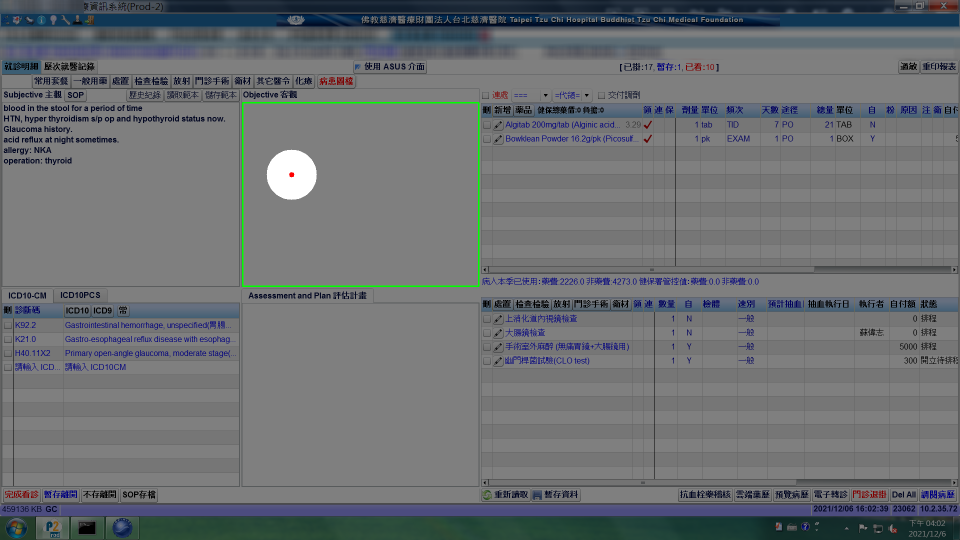 資訊系統(Prod-2)
佛教慈濟醫療財團法人台北慈濟醫院 Taipei Tzu Chi Hospital Buddhist Tzu Chi Medical Foundation
就診明細 歷次就醫記錄 使用 ASUS 介面 [已掛:17, 暫存:1, 已看:10 ] 過敏 重印報表
常用套餐 一般用藥 處置 檢查檢驗 放射 門診手術 衛材 其它醫令 化療 病患圖檔
Subjective 主觀 SOP 歷史紀錄 讀取範本 儲存範本 Objective 客觀 速處 === =代碼= 交付調劑
blood in the stool for a period of time
HTN, hyper thyroidism s/p op and hypothyroid status now.
Glaucoma history.
acid reflux at night sometimes.
allergy: NKA
operation: thyroid
刪 新增 藥品 健保總藥價:0 自費:0 領 連 保 劑量 單位 頻次 天數 途徑 總量 單位 自 粉 原因 注 衛 自付
Algitab 200mg/tab (Alginic acid... 3.29 1 tab TID 7 PO 21 TAB N
Bowklean Powder 16.2g/pk (Picosulf... 1 pk EXAM 1 PO 1 BOX Y 5
病人本季已使用:藥費:2226.0 非藥費:4273.0 健保署管控值:藥費:0.0 非藥費:0.0
ICD10-CM ICD10PCS Assessment and Plan 評估計畫
刪 診斷碼 ICD10 ICD9 常
K92.2 Gastrointestinal hemorrhage, unspecified(胃腸...
K21.0 Gastro-esophageal reflux disease with esophag...
H40.11X2 Primary open-angle glaucoma, moderate stage(...
請輸入 ICD... 請輸入 ICD10CM
刪 處置 檢查檢驗 放射 門診手術 衛材 領 連 數量 自 檢體 速別 預計抽血 抽血執行日 執行者 自付額 狀態
上消化道內視鏡檢查 1 N 一般 0 排程
大腸鏡檢查 1 N 一般 蘇偉志 0 排程
手術室外麻醉 (無痛胃鏡+大腸鏡用) 1 Y 一般 5000 排程
幽門桿菌試驗(CLO test) 1 Y 一般 300 開立待排程
完成看診 暫存離開 不存離開 SOP存檔 重新讀取 暫存資料 抗血栓藥稽核 雲端藥歷 預覽病歷 電子轉診 門診退掛 Del All 調閱病歷
459136 KB GC 2021/12/06 16:02:39 23062 10.2.35.72
下午 04:02
2021/12/6